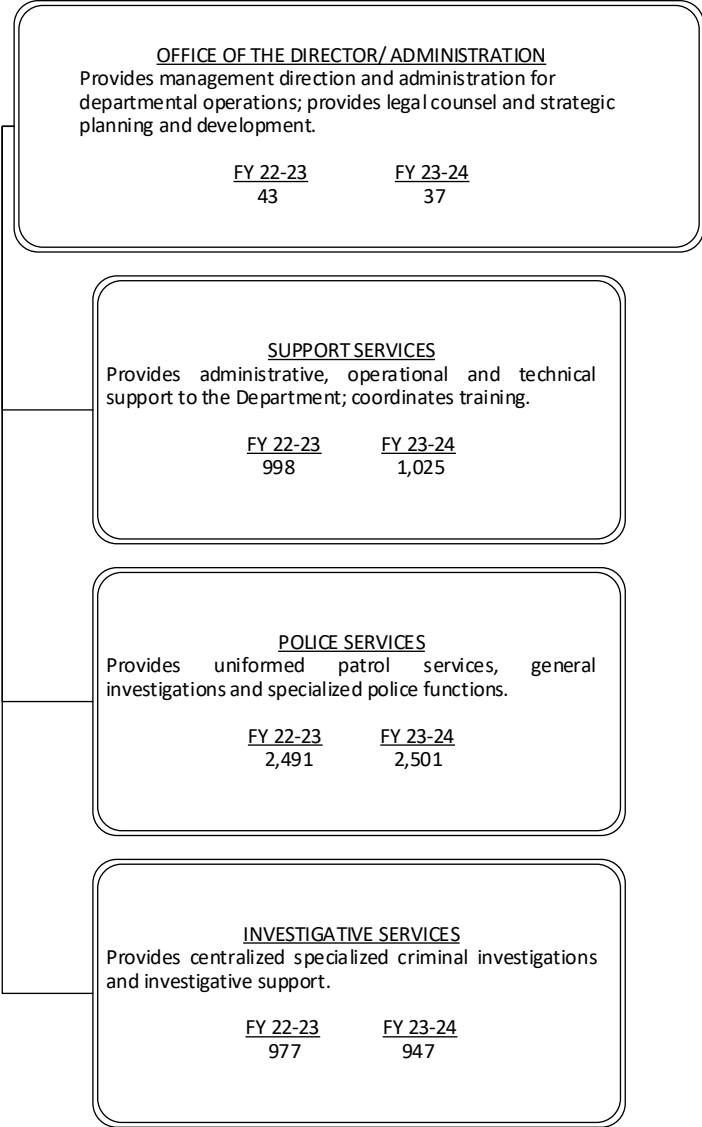 OFFICE OF THE DIRECTOR/ ADMINISTRATION
Provides management direction and administration for
departmental operations; provides legal counsel and strategic
planning and development.
FY 22-23 FY 23-24
43 37
SUPPORT SERVICES
Provides administrative, operational and technical
support to the Department; coordinates training.
FY 22-23 FY 23-24
998 1,025
POLICE SERVICES
Provides uniformed patrol services, general
investigations and specialized police functions.
FY 22-23 FY 23-24
2,491 2,501
INVESTIGATIVE SERVICES
Provides centralized specialized criminal investigations
and investigative support.
FY 22-23 FY 23-24
977 947